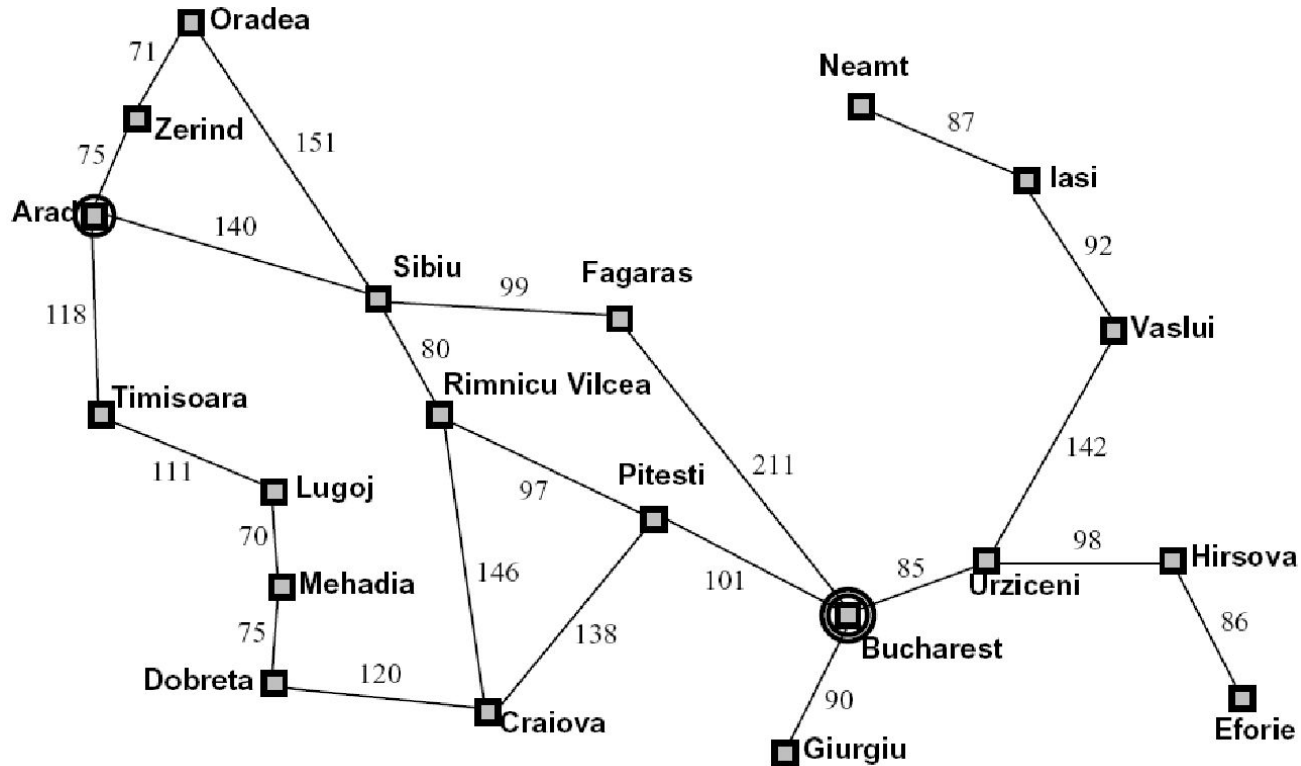 Oradea
71
Neamt
87
Zerind
151
75
Iasi
Arad
140
92
Sibiu
99
Fagaras
118
80
Vaslui
Timisoara
Rimnicu Vilcea
142
111
211
Lugoj
97
Pitesti
70
98
Hirsova
Mehadia
146
101
85
Urziceni
75
138
86
Dobreta
120
Bucharest
90
Craiova
Giurgiu
Eforie